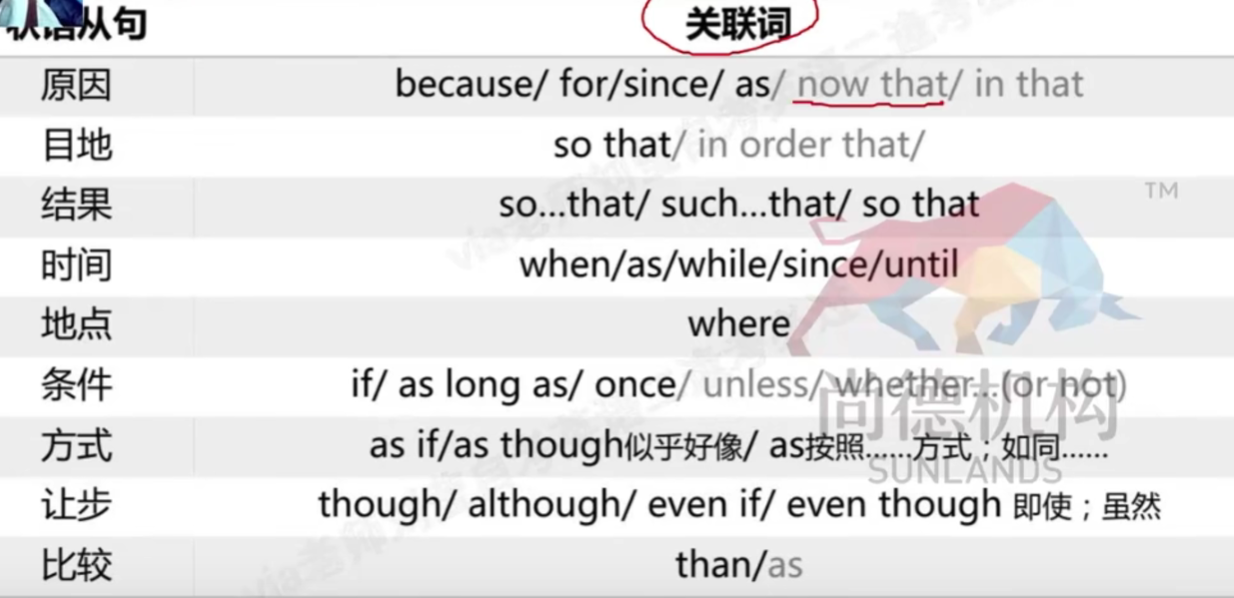 状语从句 关联词
原因 because/ for/since/ as/ now that/ in that
目地 so that/ in order that/
结果 so...that/ such...that/ so that
TM
时间 when/as/while/since/until
地点 where
条件 if/ as long as/ once/ unless/ whether...(or not)
尚德机构
方式 as if/as though似乎好像/ as按照......方式；如同......
SUNLANDS
让步 though/ although/ even if/ even though 即使；虽然
比较 than/as